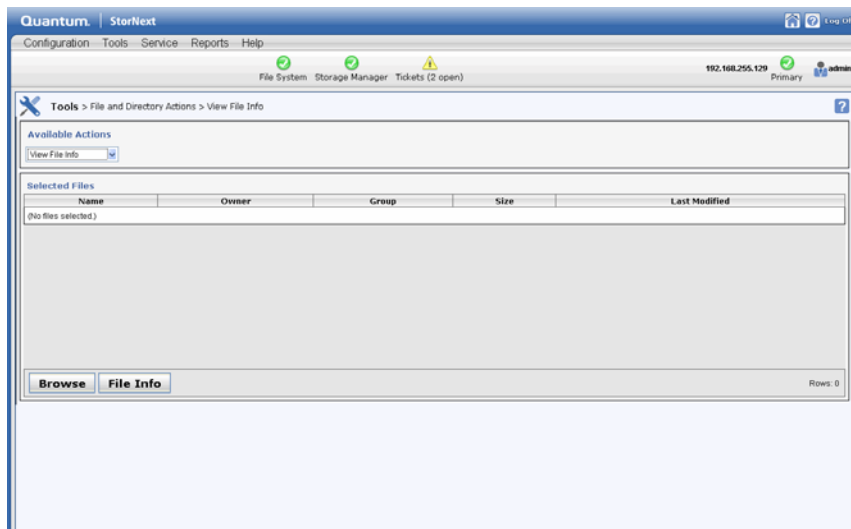 Quantum. StorNext Log Of
Configuration Tools Service Reports Help
File System Storage Manager Tickets (2 open) 192.168.255.129 Primary admin
Tools > File and Directory Actions > View File Info
Available Actions
View File Info
Selected Files
Name Owner Group Size Last Modified
(No files selected.)
Browse File Info Rows: 0